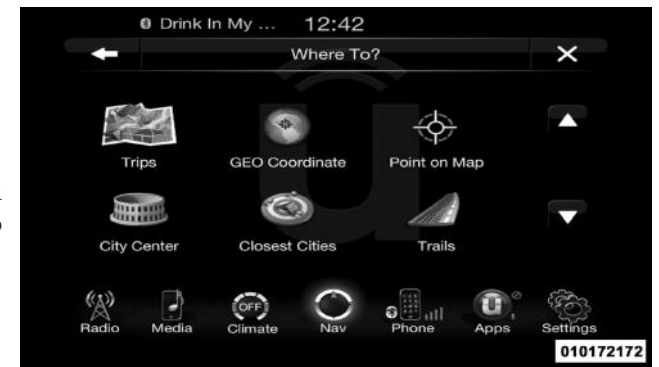 Drink In My ... 12:42
Where To?
Trips GEO Coordinate Point on Map
City Center Closest Cities Trails
OFF
Radio Media Climate Nav Phone Apps Settings
010172172